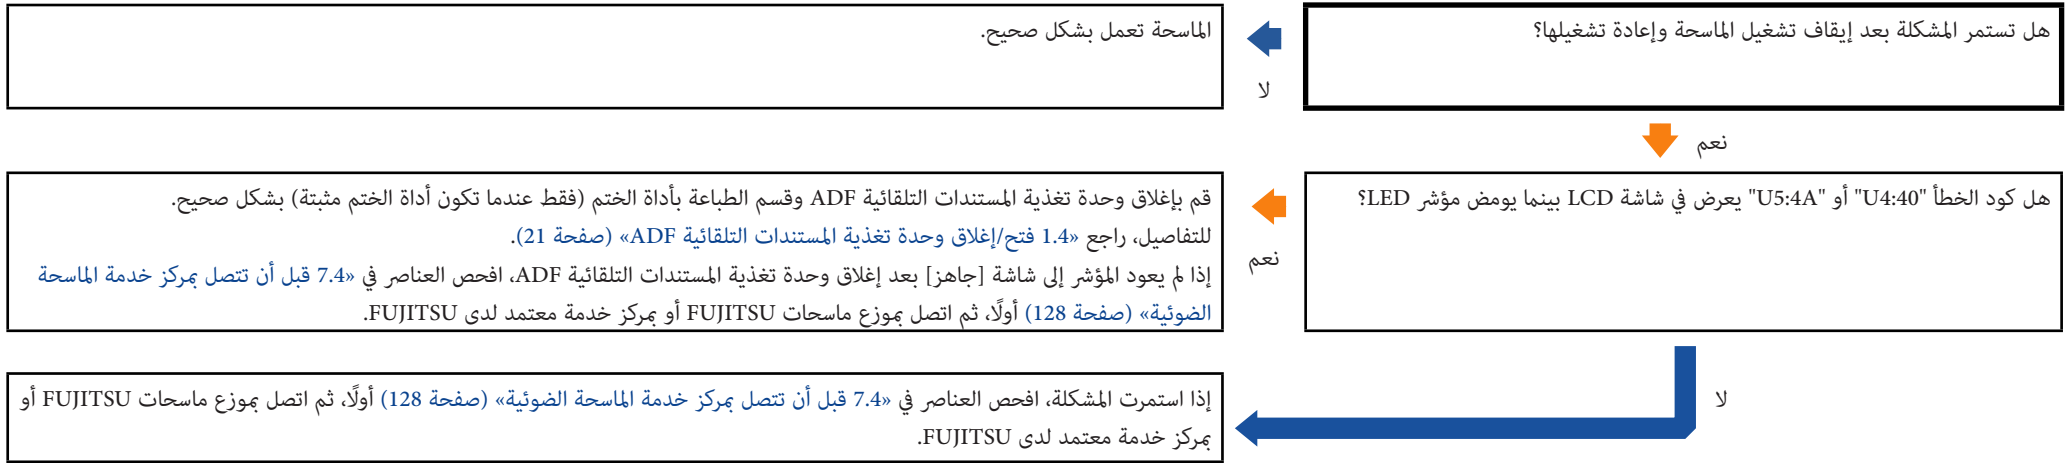 هل تستمر المشكلة بعد إيقاف تشغيل الماسحة وإعادة تشغيلها؟
لا
الماسحة تعمل بشكل صحيح.
نعم
هل كود الخطأ "U4:40" أو "U5:4A" يعرض في شاشة LCD بينما يومض مؤشر LED؟
نعم
قم بإغلاق وحدة تغذية المستندات التلقائية ADF وقسم الطباعة بأداة الختم (فقط عندما تكون أداة الختم مثبتة) بشكل صحيح.
للتفاصيل، راجع «1.4 فتح/إغلاق وحدة تغذية المستندات التلقائية ADF» (صفحة 21).
إذا لم يعود المؤشر إلى شاشة [جاهز] بعد إغلاق وحدة تغذية المستندات التلقائية ADF، افحص العناصر في «7.4 قبل أن تتصل بمركز خدمة الماسحة
الضوئية» (صفحة 128) أولًا، ثم اتصل بموزع ماسحات FUJITSU أو بمركز خدمة معتمد لدى FUJITSU.
لا
إذا استمرت المشكلة، افحص العناصر في «7.4 قبل أن تتصل بمركز خدمة الماسحة الضوئية» (صفحة 128) أولًا، ثم اتصل بموزع ماسحات FUJITSU أو
بمركز خدمة معتمد لدى FUJITSU.